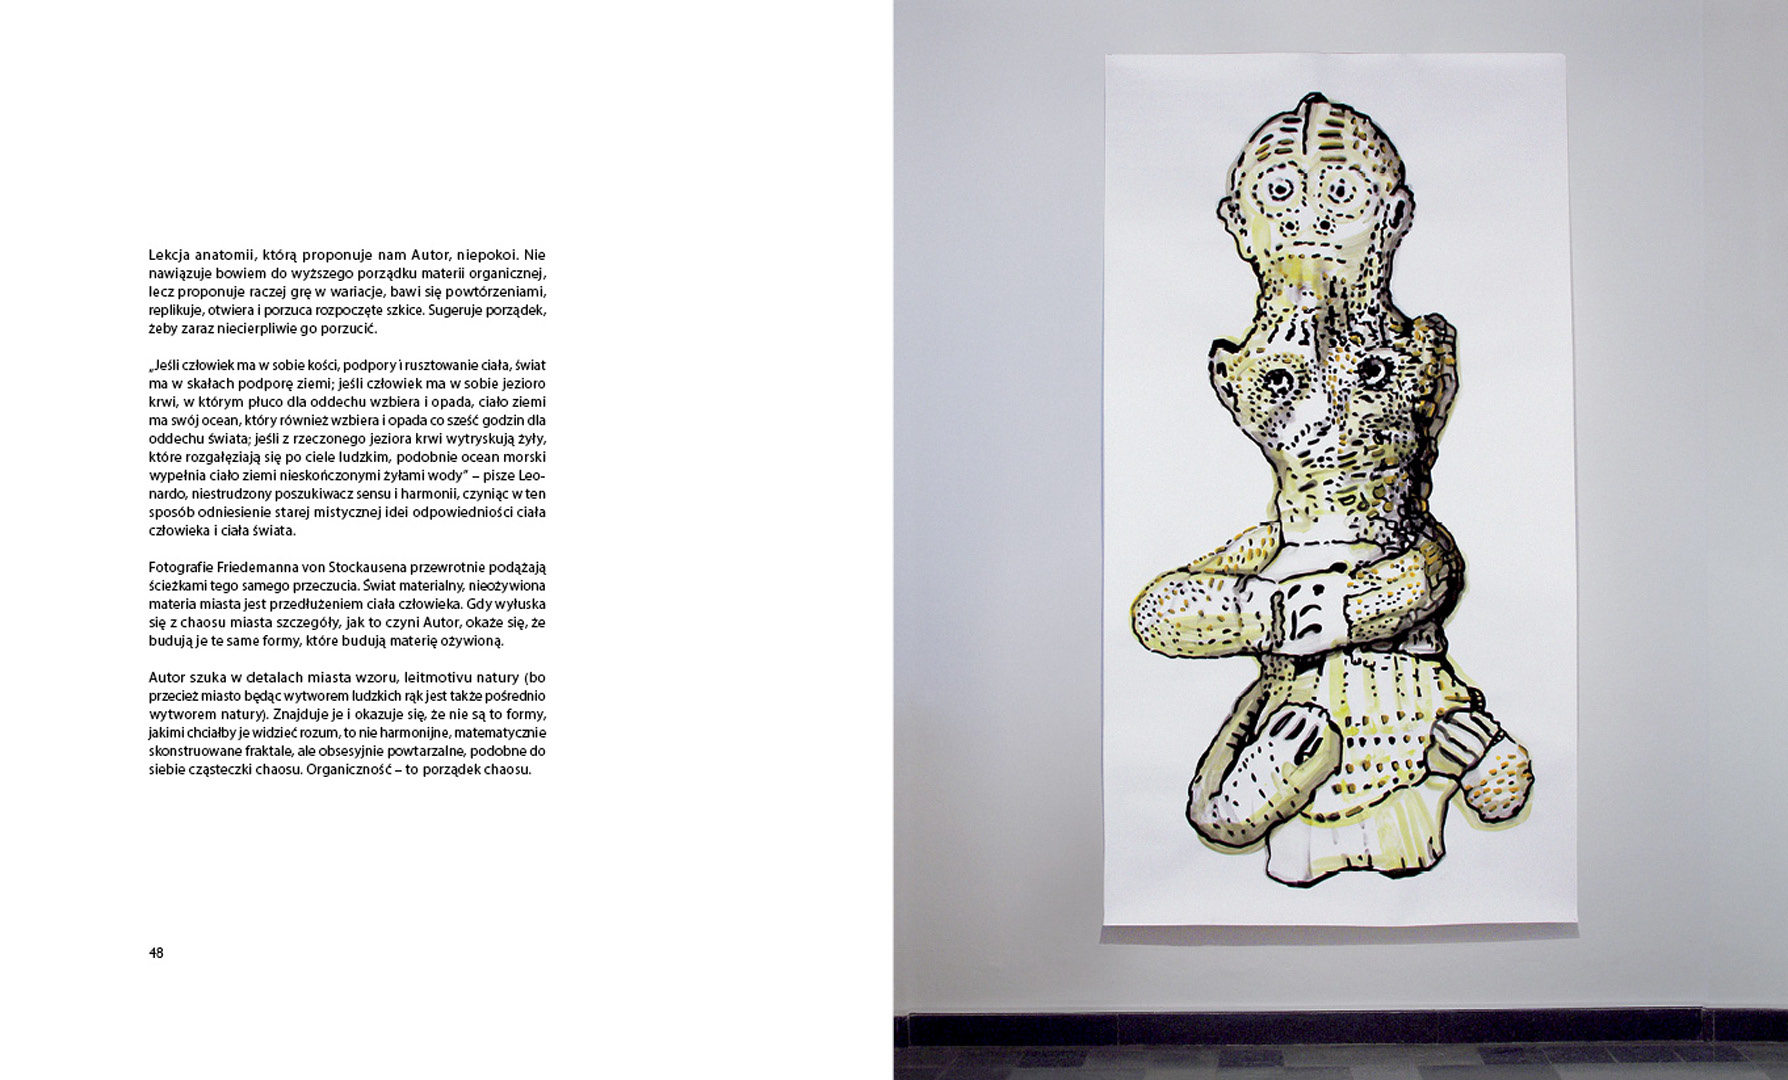 Lekcja anatomii, którą proponuje nam Autor, niepokoi. Nie
nawiązuje bowiem do wyższego porządku materii organicznej,
lecz proponuje raczej grę w wariacje, bawi się powtórzeniami,
replikuje, otwiera i porzuca rozpoczęte szkice. Sugeruje porządek,
żeby zaraz niecierpliwie go porzucić.
„Jeśli człowiek ma w sobie kości, podpory i rusztowanie ciała, świat
ma w skałach podporę ziemi; jeśli człowiek ma w sobie jezioro
krwi, w którym płuco dla oddechu wzbiera i opada, ciało ziemi
ma swój ocean, który również wzbiera i opada co sześć godzin dla
oddechu świata; jeśli z rzeczonego jeziora krwi wytryskują żyły,
które rozgałęziają się po ciele ludzkim, podobnie ocean morski
wypełnia ciało ziemi nieskończonymi żyłami wody” – pisze Leo-
nardo, niestrudzony poszukiwacz sensu i harmonii, czyniąc w ten
sposób odniesienie starej mistycznej idei odpowiedniości ciała
człowieka i ciała świata.
Fotografie Friedemanna von Stockausena przewrotnie podążają
ścieżkami tego samego przeczucia. Świat materialny, nieożywiona
materia miasta jest przedłużeniem ciała człowieka. Gdy wyłuska
się z chaosu miasta szczegóły, jak to czyni Autor, okaże się, że
budują je te same formy, które budują materię ożywioną.
Autor szuka w detalach miasta wzoru, leitmotivu natury (bo
przecież miasto będąc wytworem ludzkich rąk jest także pośrednio
wytworem natury). Znajduje je i okazuje się, że nie są to formy,
jakimi chciałby je widzieć rozum, to nie harmonijne, matematycznie
skonstruowane fraktale, ale obsesyjnie powtarzalne, podobne do
siebie cząsteczki chaosu. Organiczność – to porządek chaosu.
48